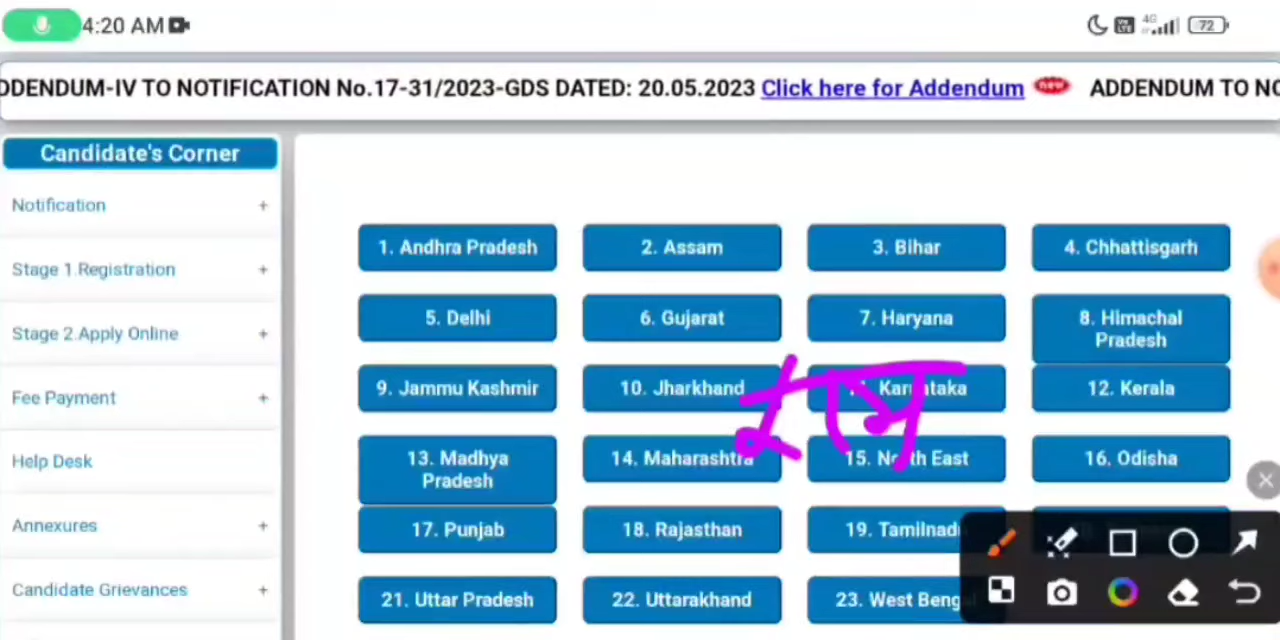 4:20 AM
4G
72
DDENDUM-IV TO NOTIFICATION No.17-31/2023-GDS DATED: 20.05.2023 Click here for Addendum new ADDENDUM TO NO
Candidate's Corner
Notification +
Stage 1.Registration +
Stage 2.Apply Online +
Fee Payment +
Help Desk
Annexures +
Candidate Grievances +
1. Andhra Pradesh
2. Assam
3. Bihar
4. Chhattisgarh
5. Delhi
6. Gujarat
7. Haryana
8. Himachal
Pradesh
9. Jammu Kashmir
10. Jharkhand
11. Karnataka
12. Kerala
13. Madhya
Pradesh
14. Maharashtra
15. North East
16. Odisha
17. Punjab
18. Rajasthan
19. Tamilnadu
21. Uttar Pradesh
22. Uttarakhand
23. West Beng